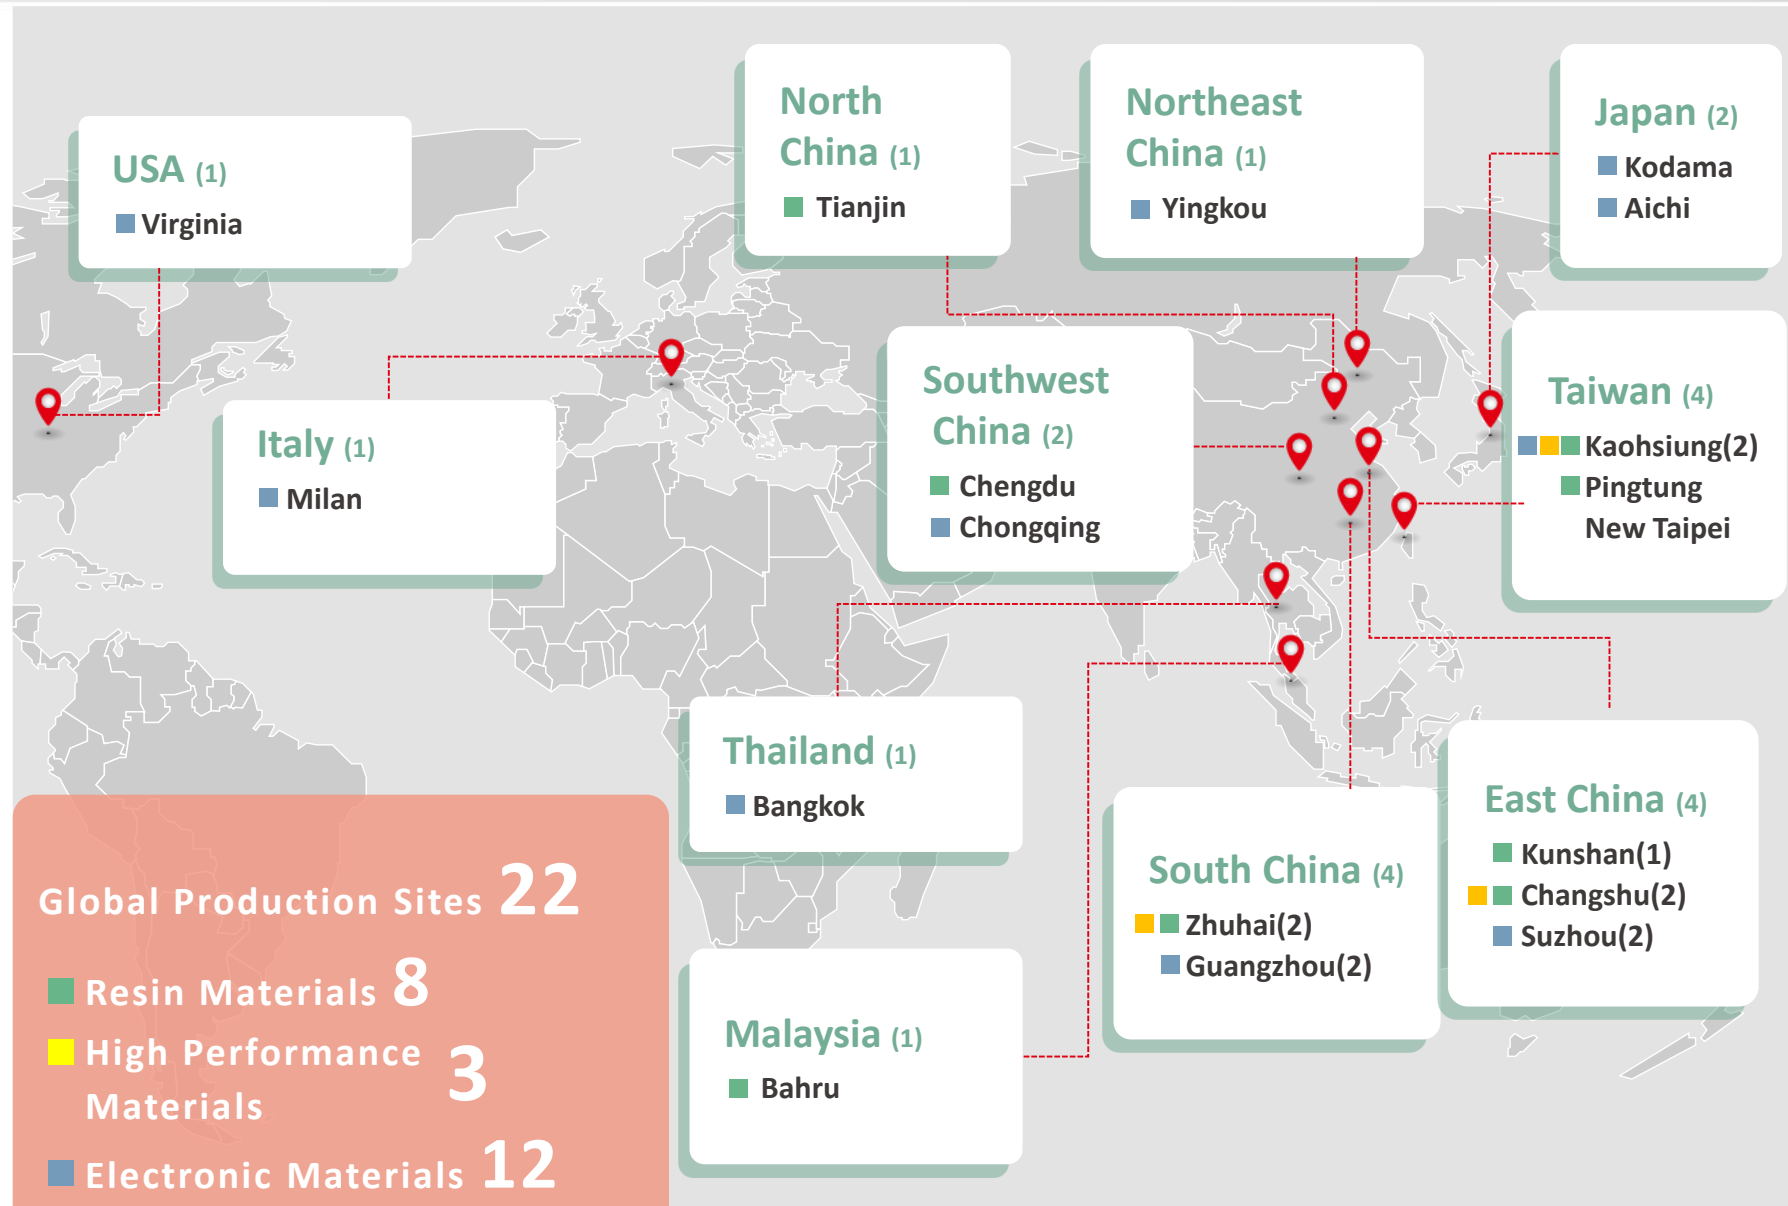 USA (1)
Virginia
North
China (1)
Tianjin
Northeast
China (1)
Yingkou
Japan (2)
Kodama
Aichi
Italy (1)
Milan
Southwest
China (2)
Chengdu
Chongqing
Taiwan (4)
Kaohsiung(2)
Pingtung
New Taipei
Thailand (1)
Bangkok
South China (4)
Zhuhai(2)
Guangzhou(2)
East China (4)
Kunshan(1)
Changshu(2)
Suzhou(2)
Malaysia (1)
Bahru
Global Production Sites 22
Resin Materials 8
High Performance
Materials 3
Electronic Materials 12